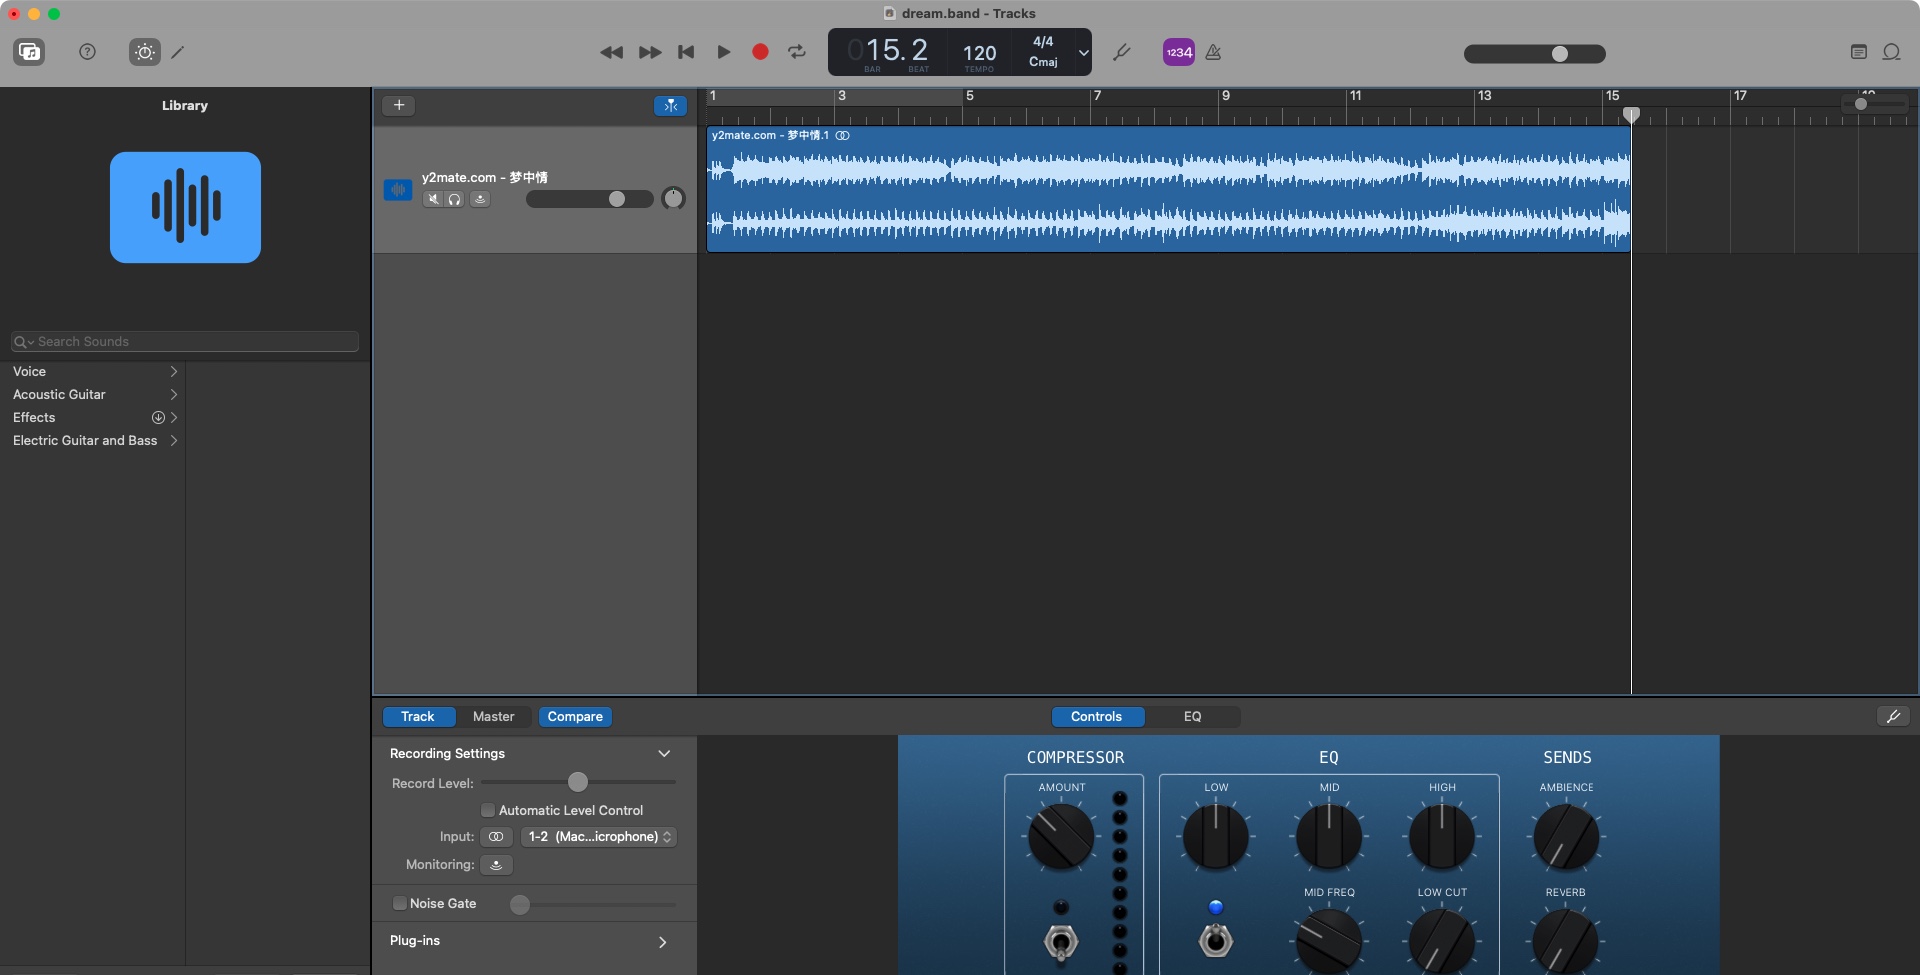 dream.band - Tracks
015.2
BAR
BEAT
120
TEMPO
4/4
Cmaj
1234
Library
Search Sounds
Voice
Acoustic Guitar
Effects
Electric Guitar and Bass
1 3 5 7 9 11 13 15 17
y2mate.com - 梦中情.1
y2mate.com - 梦中情
Track
Master
Compare
Controls
EQ
Recording Settings
Record Level:
Automatic Level Control
Input:
1-2 (Mac...icrophone)
Monitoring:
Noise Gate
Plug-ins
COMPRESSOR
EQ
SENDS
AMOUNT
LOW
MID
HIGH
AMBIENCE
MID FREQ
LOW CUT
REVERB